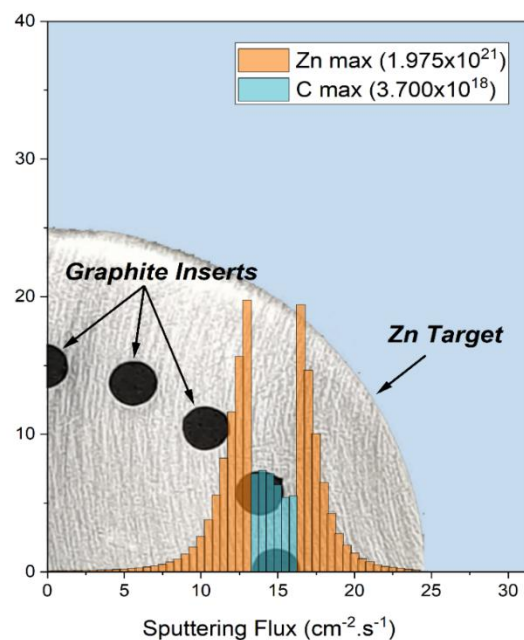 40
Zn max (1.975x10²¹)
C max (3.700x10¹⁸)
30
Graphite Inserts
20
Zn Target
10
0
0 5 10 15 20 25 30
Sputtering Flux (cm⁻².s⁻¹)